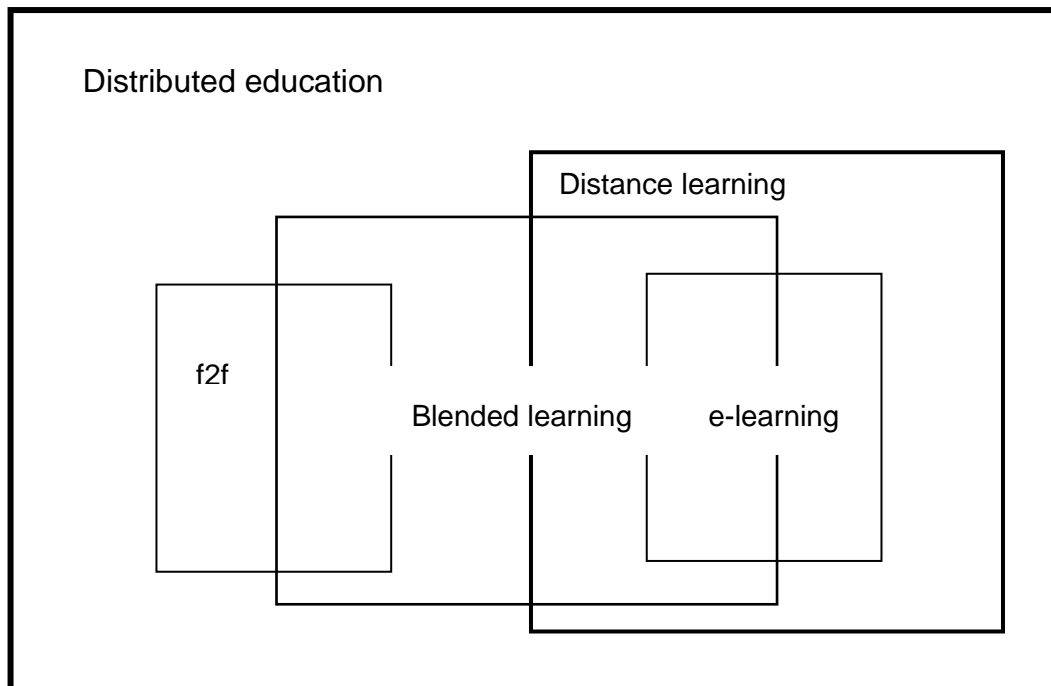 Distributed education
Distance learning
f2f
Blended learning
e-learning